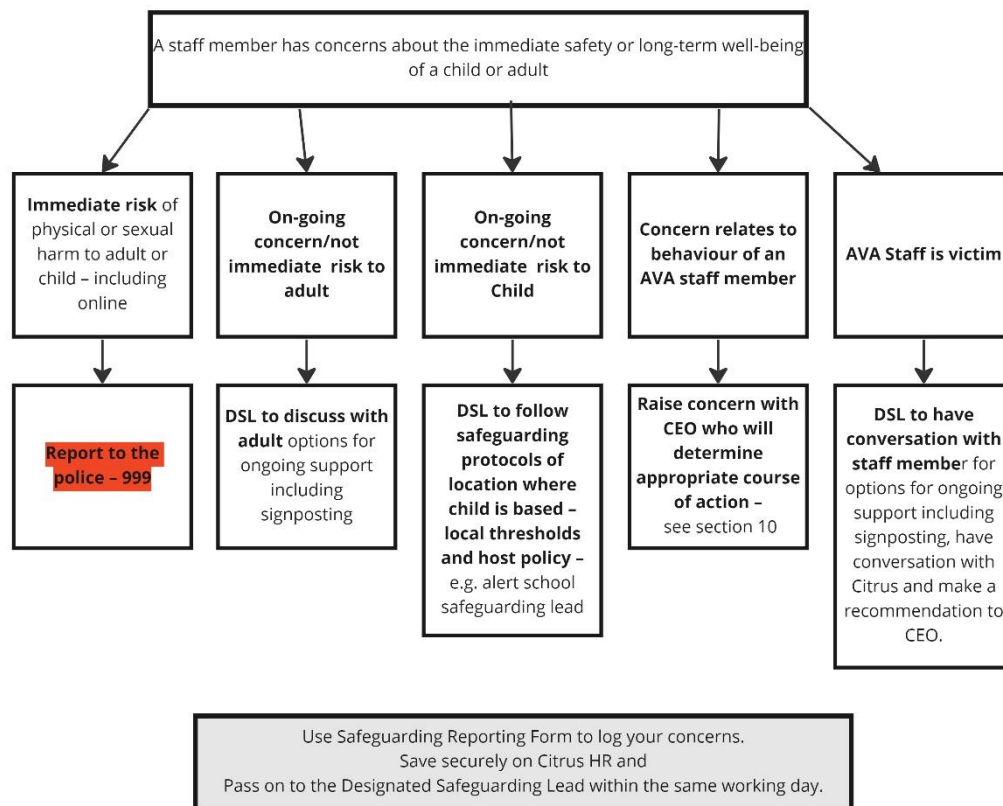 A staff member has concerns about the immediate safety or long-term well-being
of a child or adult
Immediate risk of
physical or sexual
harm to adult or
child – including
online
On-going
concern/not
immediate risk to
adult
On-going
concern/not
immediate risk to
Child
Concern relates to
behaviour of an
AVA staff member
AVA Staff is victim
Report to the
police – 999
DSL to discuss with
adult options for
ongoing support
including
signposting
DSL to follow
safeguarding
protocols of
location where
child is based –
local thresholds
and host policy –
e.g. alert school
safeguarding lead
Raise concern with
CEO who will
determine
appropriate course
of action –
see section 10
DSL to have
conversation with
staff member for
options for ongoing
support including
signposting, have
conversation with
Citrus and make a
recommendation to
CEO.
Use Safeguarding Reporting Form to log your concerns.
Save securely on Citrus HR and
Pass on to the Designated Safeguarding Lead within the same working day.